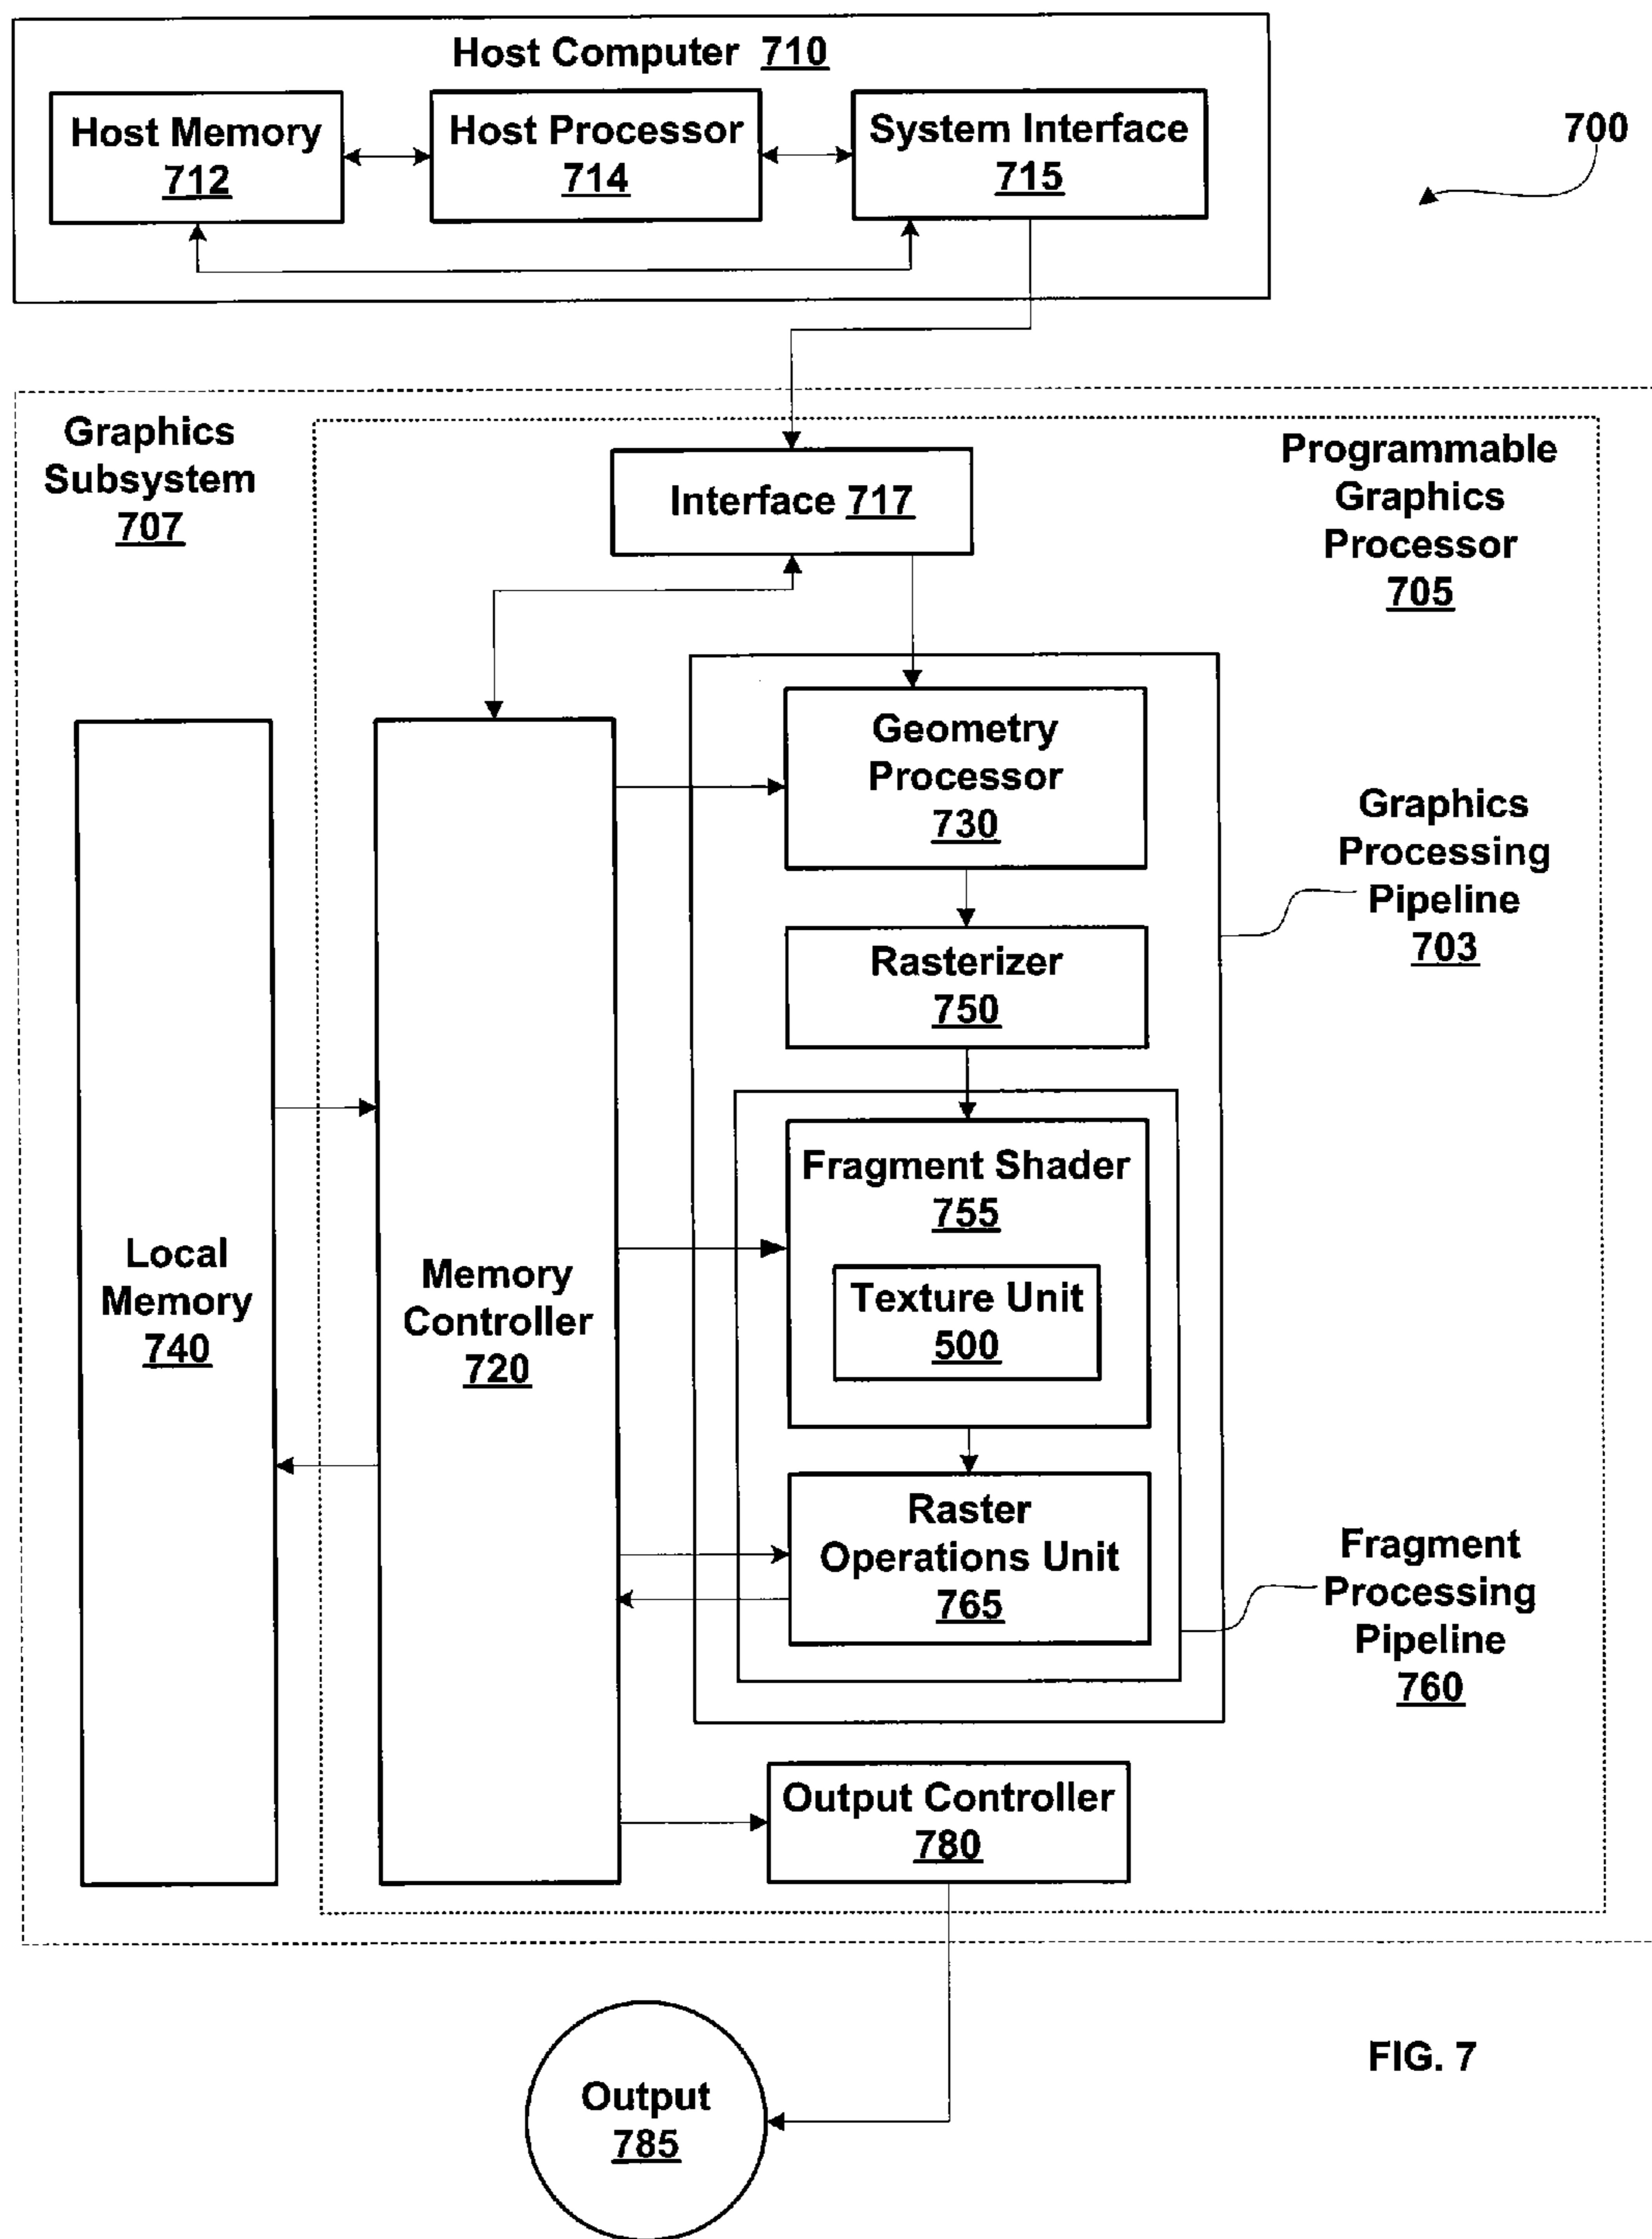 Host Computer 710
Host Memory
712
Host Processor
714
System Interface
715
700
Graphics
Subsystem
707
Interface 717
Programmable
Graphics
Processor
705
Geometry
Processor
730
Graphics
Processing
Pipeline
703
Rasterizer
750
Fragment Shader
755
Texture Unit
500
Local
Memory
740
Memory
Controller
720
Raster
Operations Unit
765
Fragment
Processing
Pipeline
760
Output Controller
780
Output
785
FIG. 7